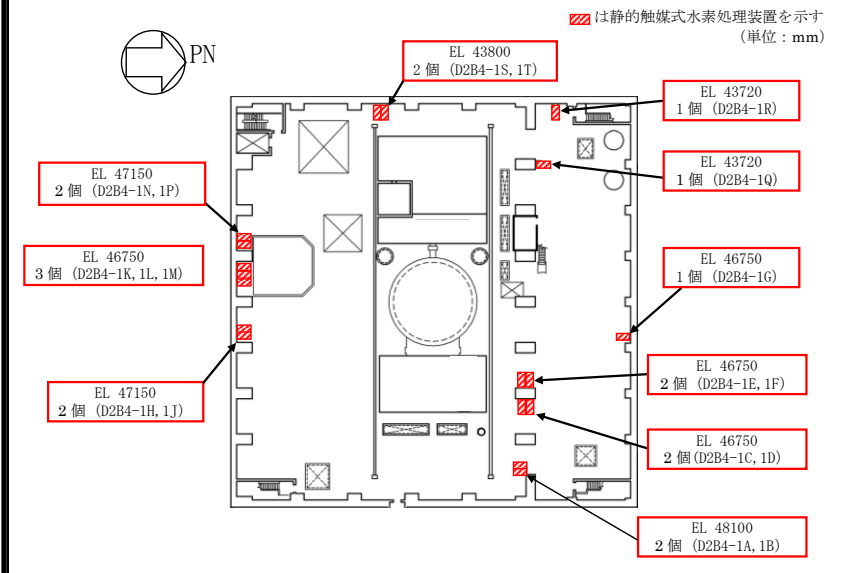 は静的触媒式水素処理装置を示す
(単位：mm)
PN
EL 43800
2 個 (D2B4-1S, 1T)
EL 43720
1 個 (D2B4-1R)
EL 43720
1 個 (D2B4-1Q)
EL 47150
2 個 (D2B4-1N, 1P)
EL 46750
3 個 (D2B4-1K, 1L, 1M)
EL 46750
1 個 (D2B4-1G)
EL 46750
2 個 (D2B4-1E, 1F)
EL 47150
2 個 (D2B4-1H, 1J)
EL 46750
2 個(D2B4-1C, 1D)
EL 48100
2 個 (D2B4-1A, 1B)